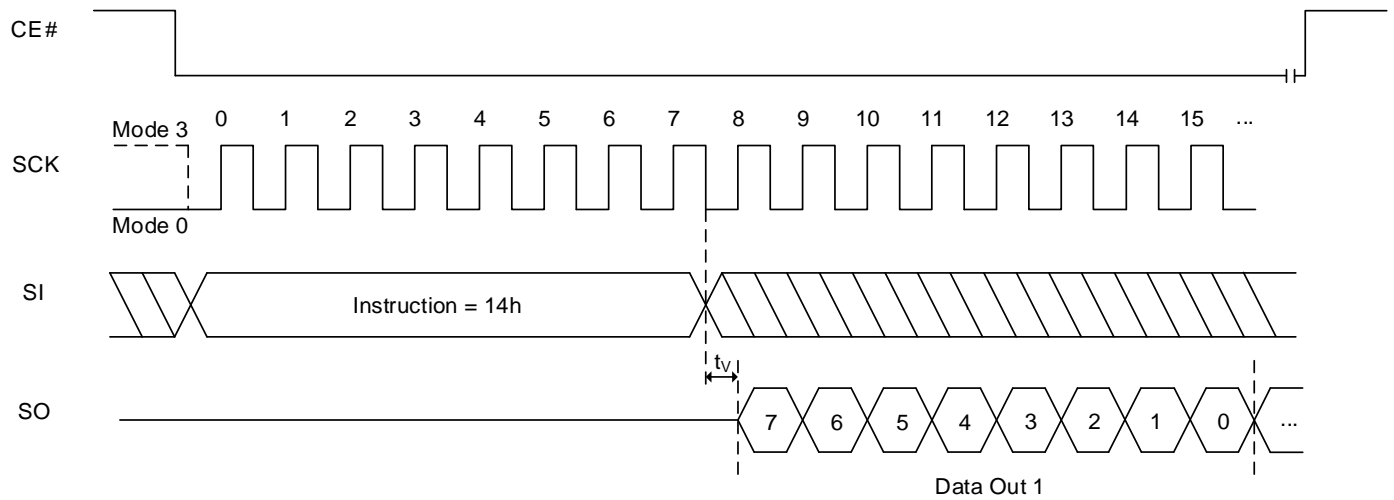 CE#
Mode 3
0 1 2 3 4 5 6 7 8 9 10 11 12 13 14 15 ...
SCK
Mode 0
SI
Instruction = 14h
tV
SO
7 6 5 4 3 2 1 0 ...
Data Out 1